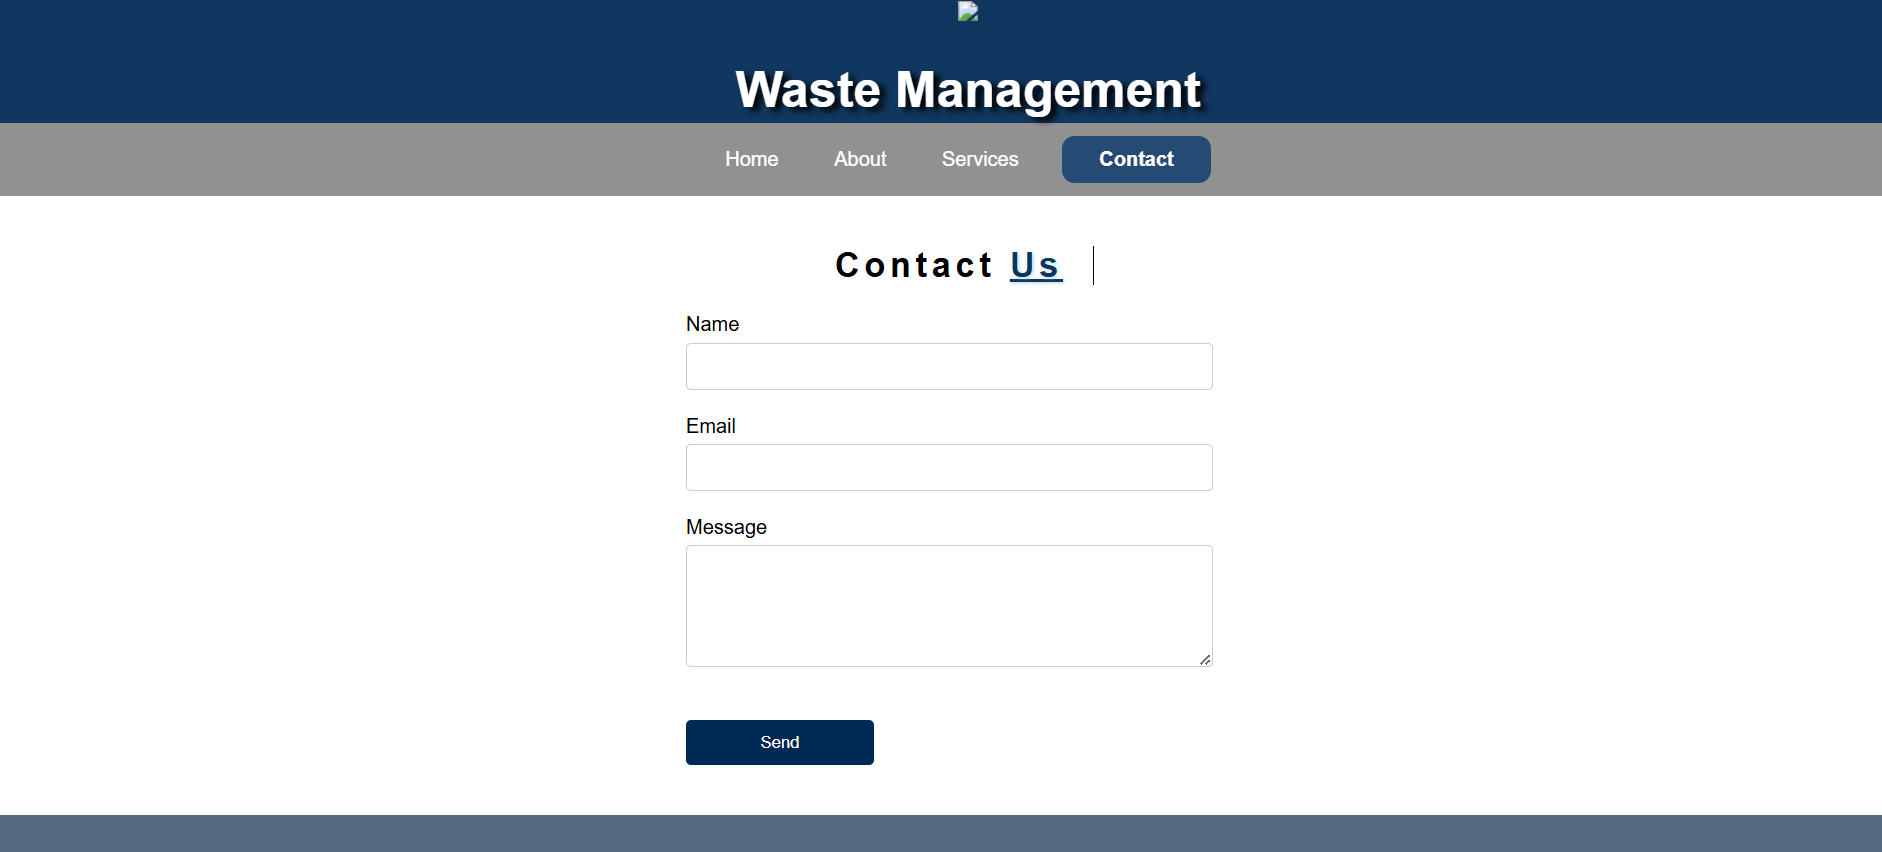 Waste Management
Home About Services Contact
Contact Us
Name
Email
Message
Send